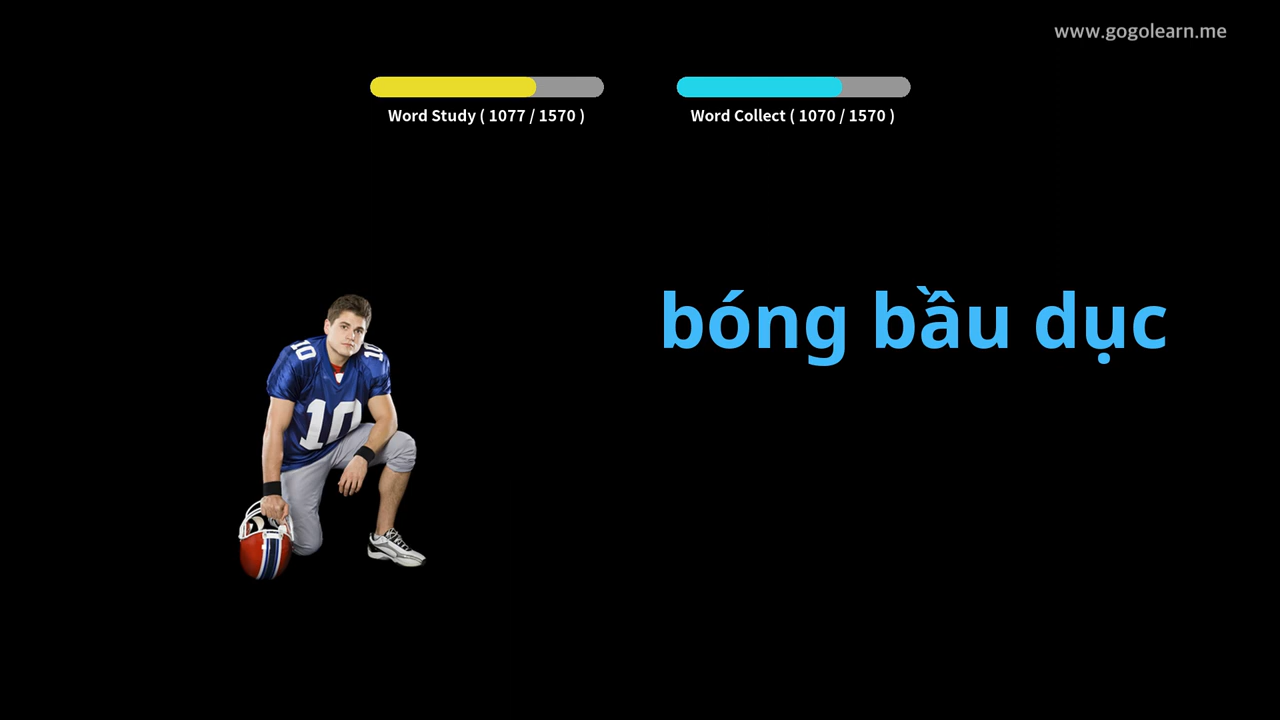 www.gogolearn.me
Word Study ( 1077 / 1570 )
Word Collect ( 1070 / 1570 )
bóng bầu dục
10
10
10